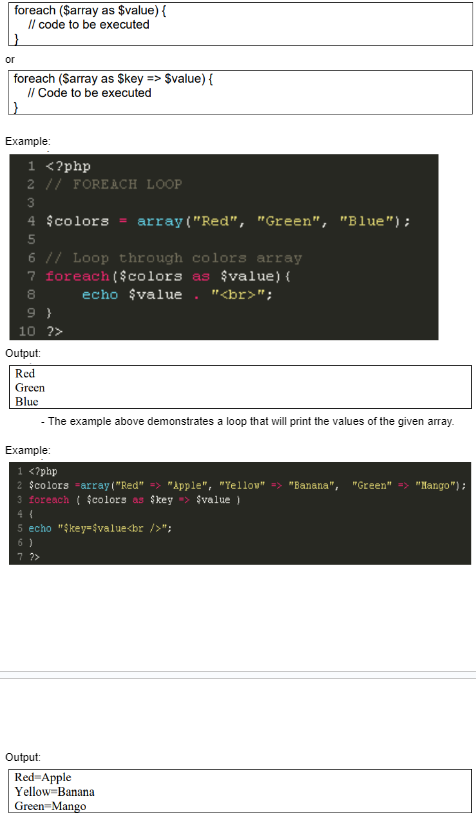 foreach ($array as $value) {
// code to be executed
}
or
foreach ($array as $key => $value) {
// Code to be executed
}
Example:
1 <?php
2 // FOREACH LOOP
3
4 $colors = array("Red", "Green", "Blue");
5
6 // Loop through colors array
7 foreach($colors as $value){
8 echo $value . "<br>";
9 }
10 ?>
Output:
Red
Green
Blue
- The example above demonstrates a loop that will print the values of the given array.
Example:
1 <?php
2 $colors =array("Red" => "Apple", "Yellow" => "Banana", "Green" => "Mango");
3 foreach ( $colors as $key => $value )
4 {
5 echo "$key=$value<br />";
6 }
7 ?>
Output:
Red=Apple
Yellow=Banana
Green=Mango